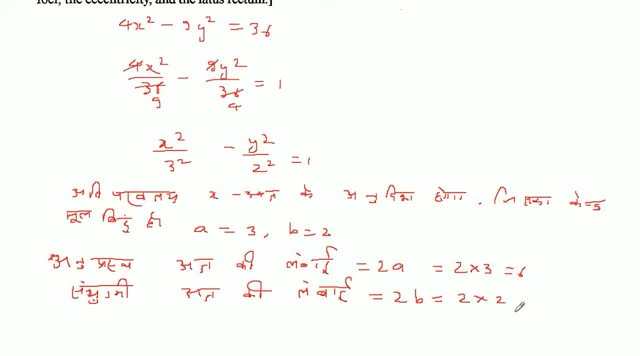 foci, the eccentricity, and the latus rectum.]
4x² − 9y² = 36
4x²/36 9 − 9y²/36 4 = 1
x²/3² − y²/2² = 1
अतिपरवलय x - अक्ष के अनुदिश होगा, जिसका केन्द्र
मूल बिंदु है। a = 3, b = 2
अनुप्रस्थ अक्ष की लंबाई = 2a = 2×3 = 6
संयुग्मी अक्ष की लंबाई = 2b = 2×2